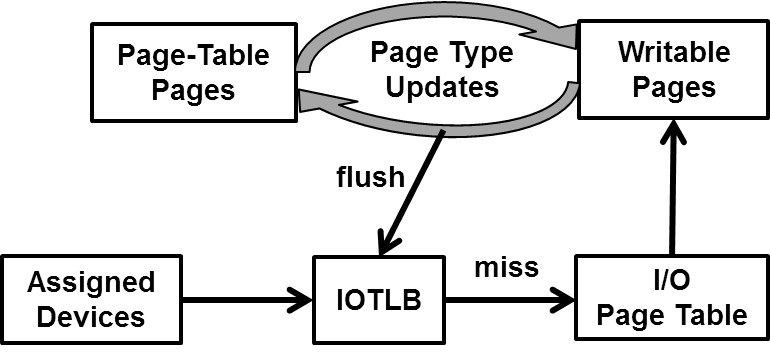 Page-Table
Pages
Page Type
Updates
Writable
Pages
flush
miss
Assigned
Devices
IOTLB
I/O
Page Table